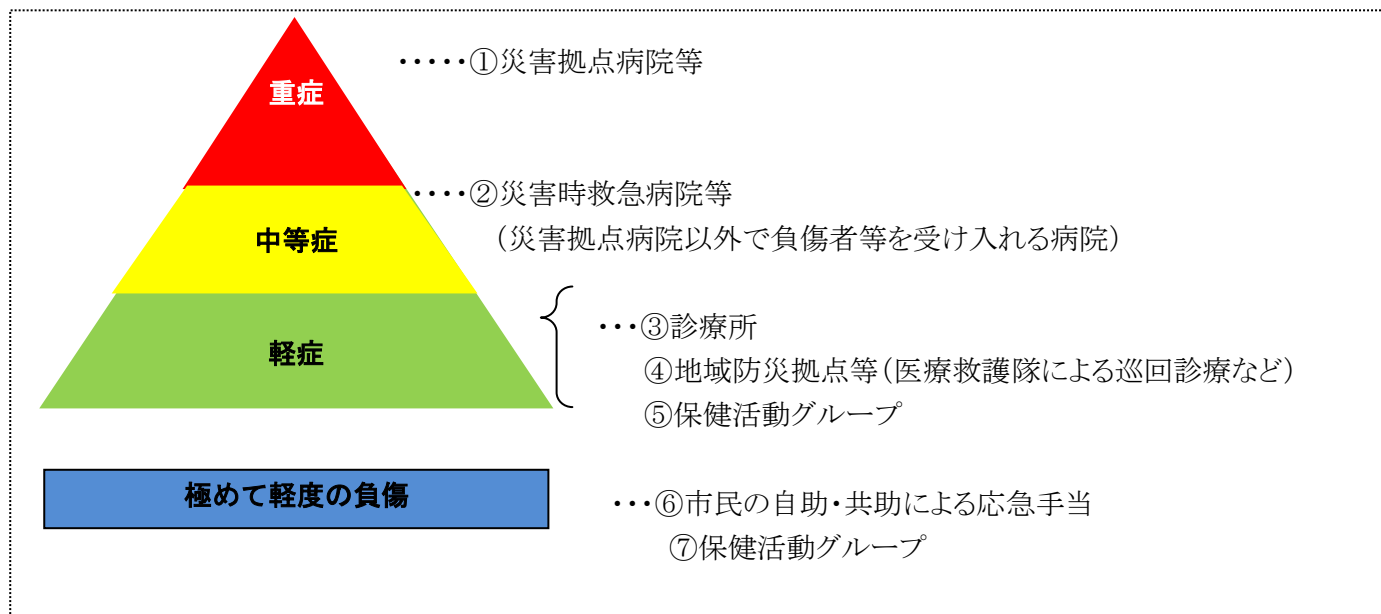 重症
・・・・・①災害拠点病院等
中等症
・・・・②災害時救急病院等
（災害拠点病院以外で負傷者等を受け入れる病院）
軽症
・・・③診療所
④地域防災拠点等（医療救護隊による巡回診療など）
⑤保健活動グループ
極めて軽度の負傷
・・・⑥市民の自助・共助による応急手当
⑦保健活動グループ